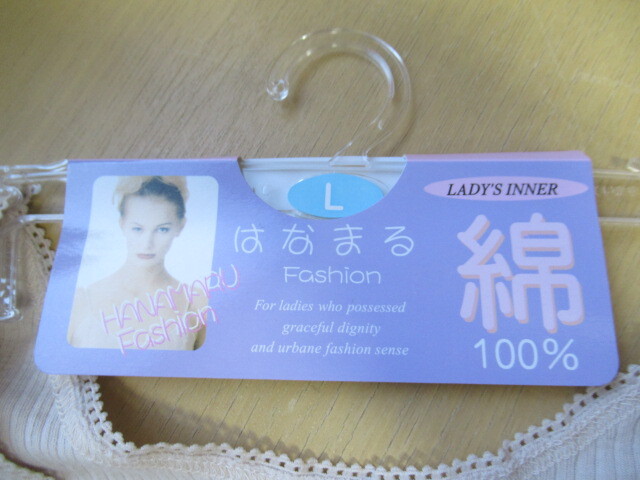 L
LADY'S INNER
はなまる
Fashion
HANAMARU
Fashion
For ladies who possessed
graceful dignity
and urbane fashion sense
綿
100%